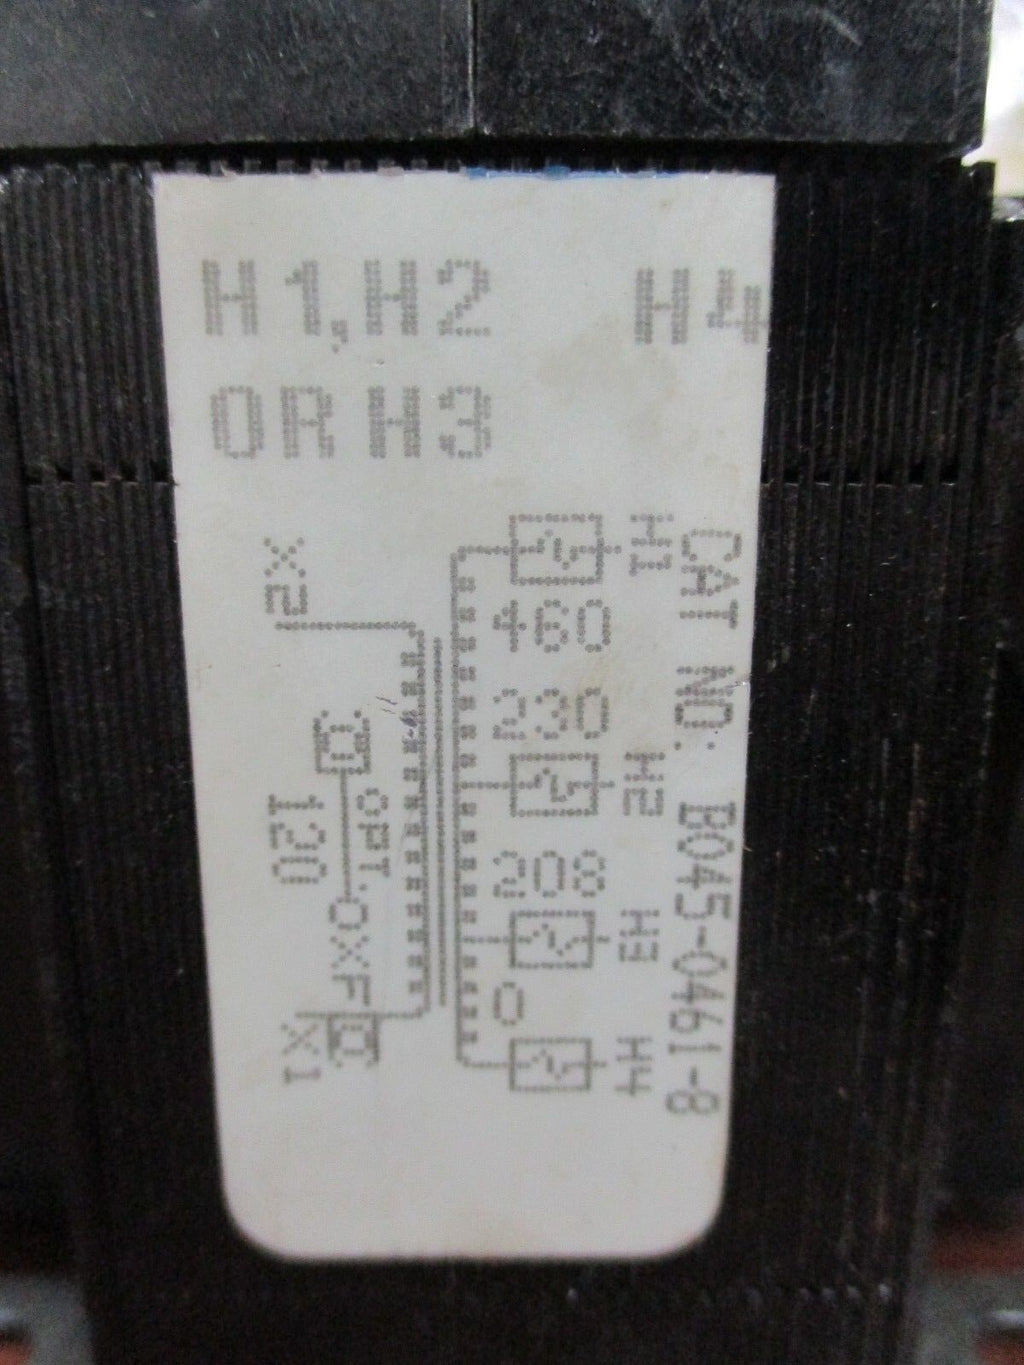 H1,H2
OR H3
H4
CAT NO. B045-0461-8
H1
H2
H3
H4
480
230
208
0
X2
120
OPT. OXF
X1